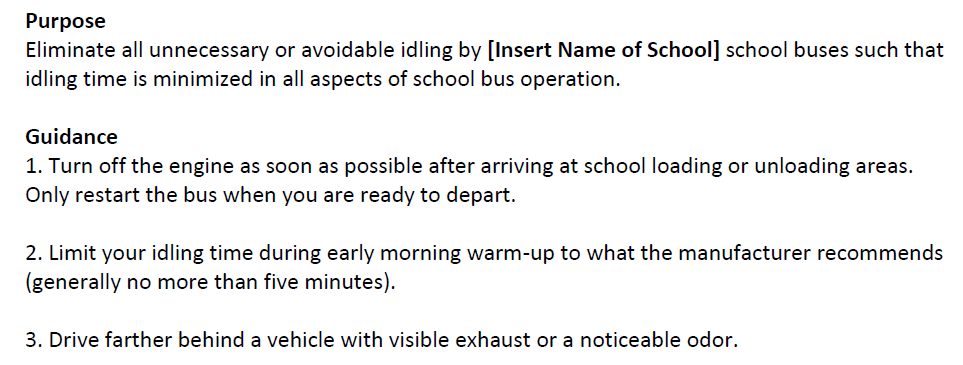 Purpose
Eliminate all unnecessary or avoidable idling by [Insert Name of School] school buses such that
idling time is minimized in all aspects of school bus operation.
Guidance
1. Turn off the engine as soon as possible after arriving at school loading or unloading areas.
Only restart the bus when you are ready to depart.
2. Limit your idling time during early morning warm-up to what the manufacturer recommends
(generally no more than five minutes).
3. Drive farther behind a vehicle with visible exhaust or a noticeable odor.